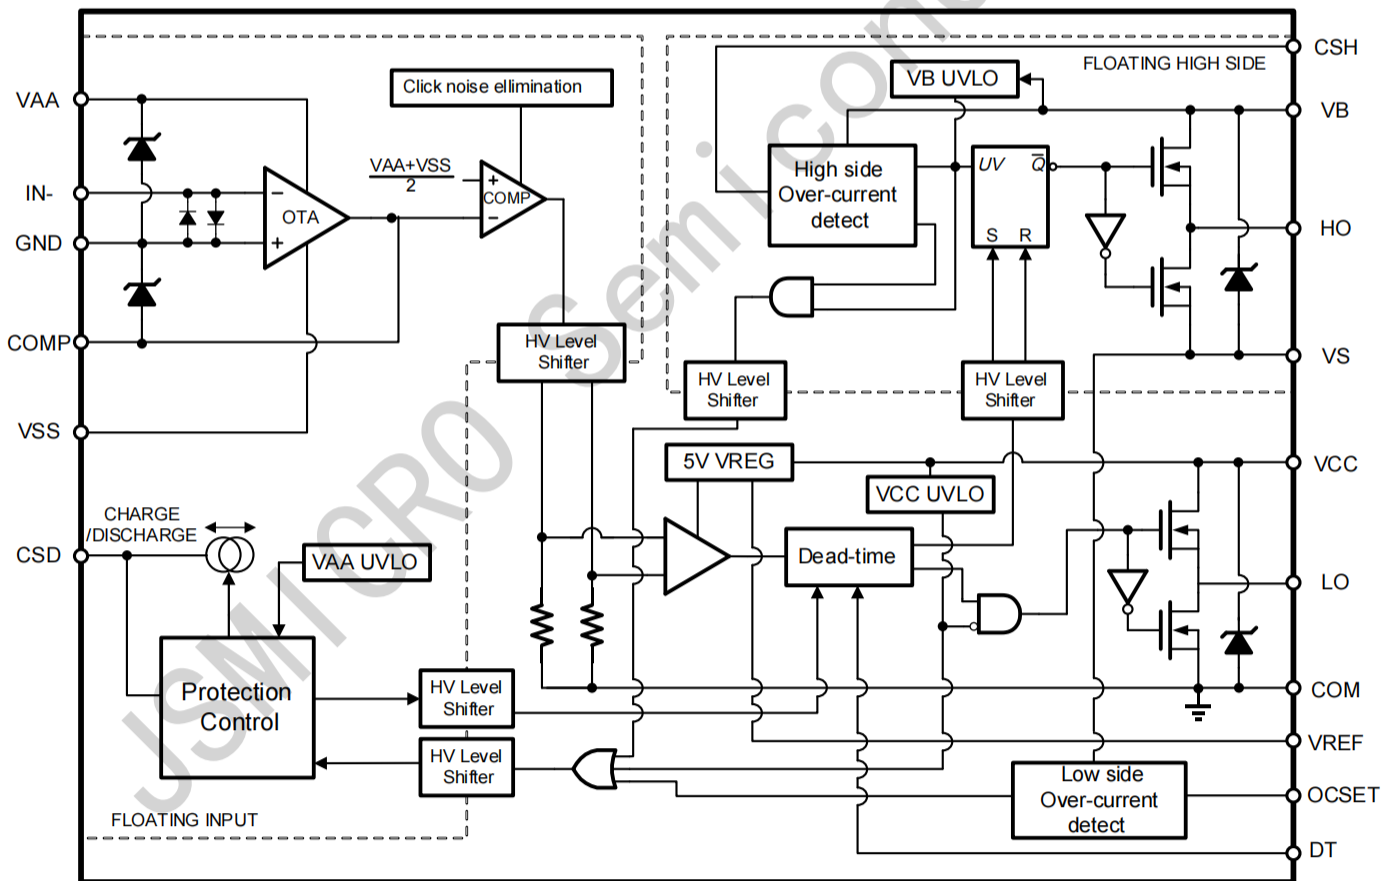 CSH
FLOATING HIGH SIDE
VB UVLO
VAA
Click noise ellimination
VB
High side
Over-current
detect
UV
Q̅
S
R
VAA+VSS
2
+
COMP
−
IN-
−
OTA
+
GND
HO
COMP
HV Level
Shifter
VS
HV Level
Shifter
HV Level
Shifter
VSS
5V VREG
VCC
VCC UVLO
CHARGE
/DISCHARGE
CSD
VAA UVLO
Dead-time
LO
Protection
Control
HV Level
Shifter
COM
HV Level
Shifter
VREF
Low side
Over-current
detect
OCSET
FLOATING INPUT
DT
JSMICRO Semicon